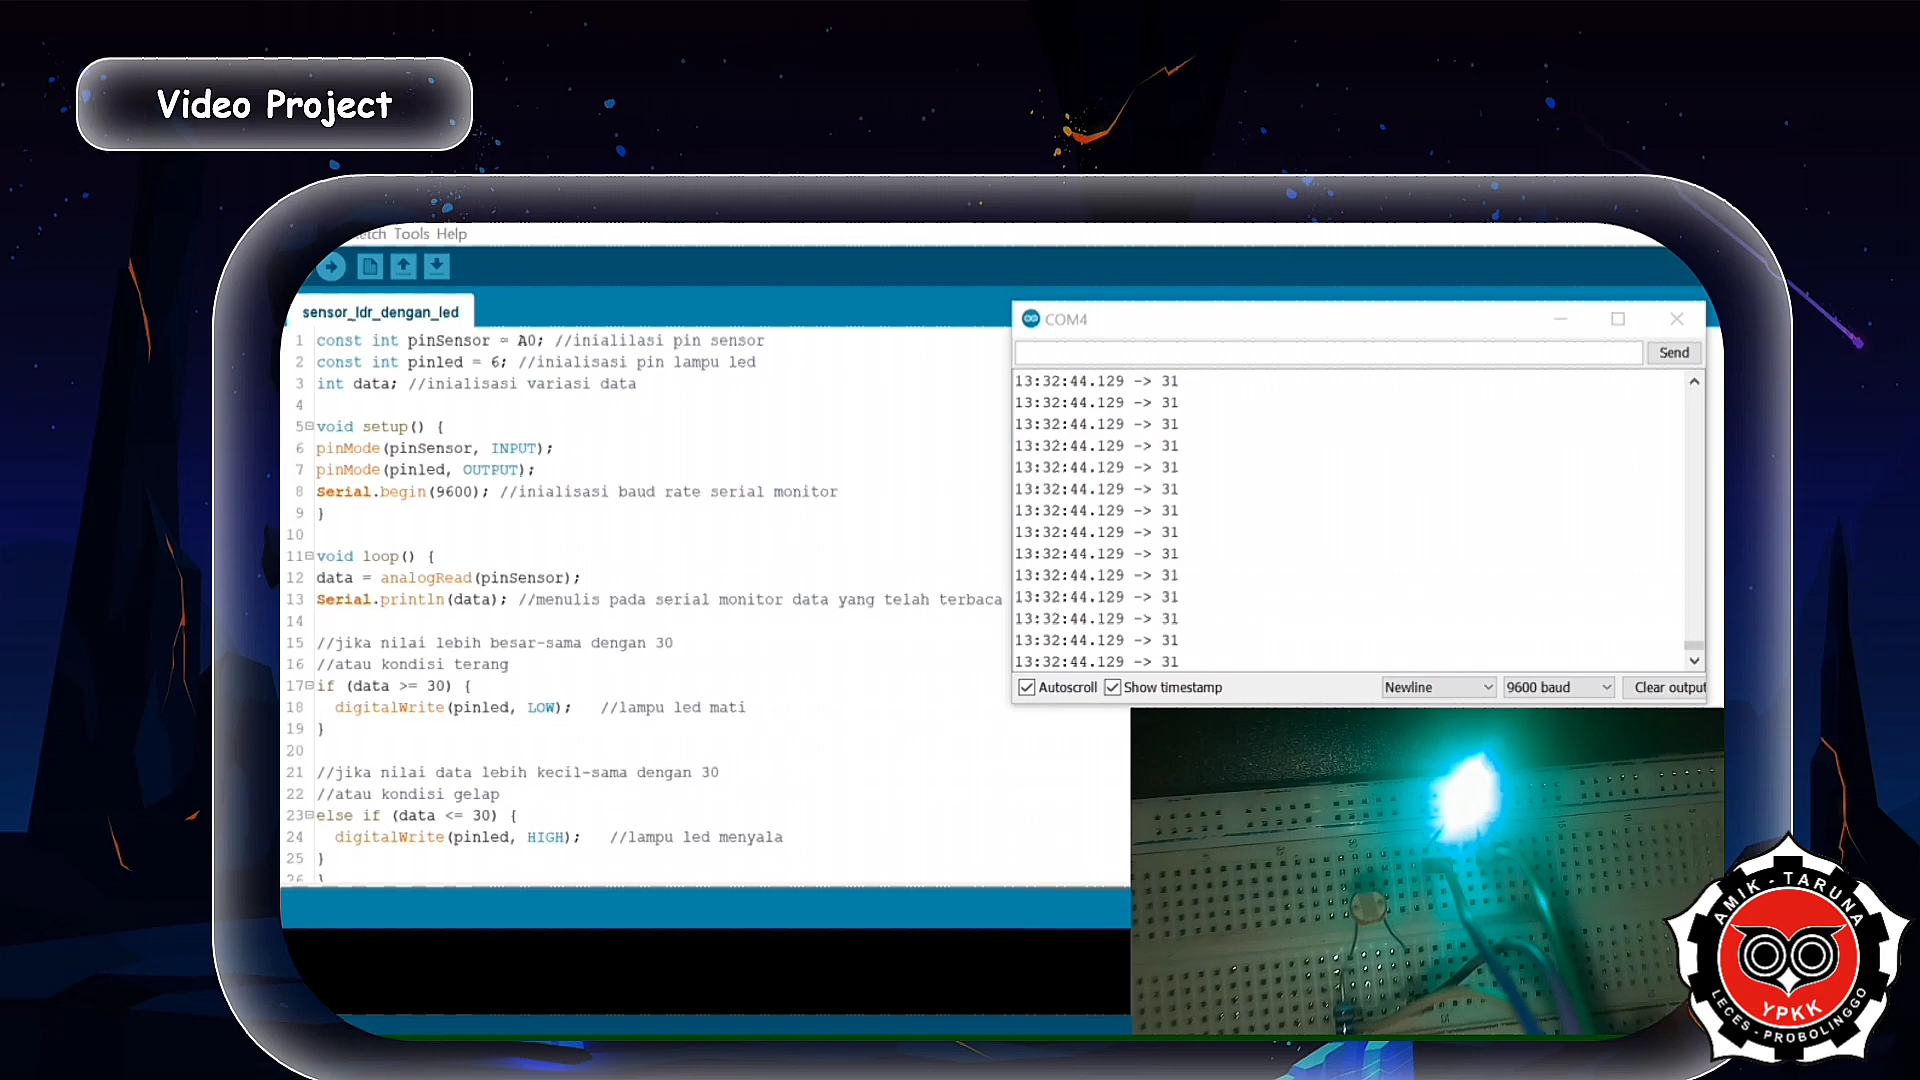 Video Project
etch Tools Help
sensor_ldr_dengan_led
1 const int pinSensor = A0; //inialilasi pin sensor
2 const int pinled = 6; //inialisasi pin lampu led
3 int data; //inialisasi variasi data
4
5 void setup() {
6 pinMode(pinSensor, INPUT);
7 pinMode(pinled, OUTPUT);
8 Serial.begin(9600); //inialisasi baud rate serial monitor
9 }
10
11 void loop() {
12 data = analogRead(pinSensor);
13 Serial.println(data); //menulis pada serial monitor data yang telah terbaca
14
15 //jika nilai lebih besar-sama dengan 30
16 //atau kondisi terang
17 if (data >= 30) {
18 digitalWrite(pinled, LOW); //lampu led mati
19 }
20
21 //jika nilai data lebih kecil-sama dengan 30
22 //atau kondisi gelap
23 else if (data <= 30) {
24 digitalWrite(pinled, HIGH); //lampu led menyala
25 }
26 }
COM4
Send
13:32:44.129 -> 31
13:32:44.129 -> 31
13:32:44.129 -> 31
13:32:44.129 -> 31
13:32:44.129 -> 31
13:32:44.129 -> 31
13:32:44.129 -> 31
13:32:44.129 -> 31
13:32:44.129 -> 31
13:32:44.129 -> 31
13:32:44.129 -> 31
13:32:44.129 -> 31
13:32:44.129 -> 31
13:32:44.129 -> 31
Autoscroll Show timestamp Newline 9600 baud Clear output
AMIK - TARUNA
YPKK
LECES - PROBOLINGGO